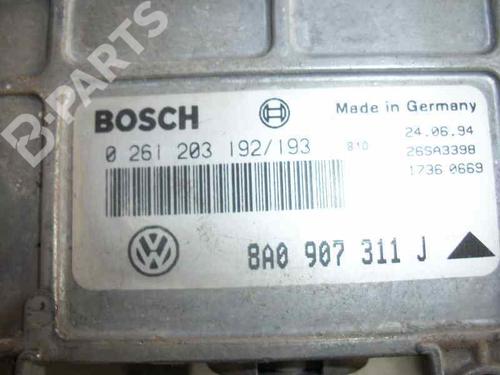 B-PARTS
BOSCH
Made in Germany
0 261 203 192/193
810
24.06.94
26SA3398
1736 0669
8A0 907 311 J